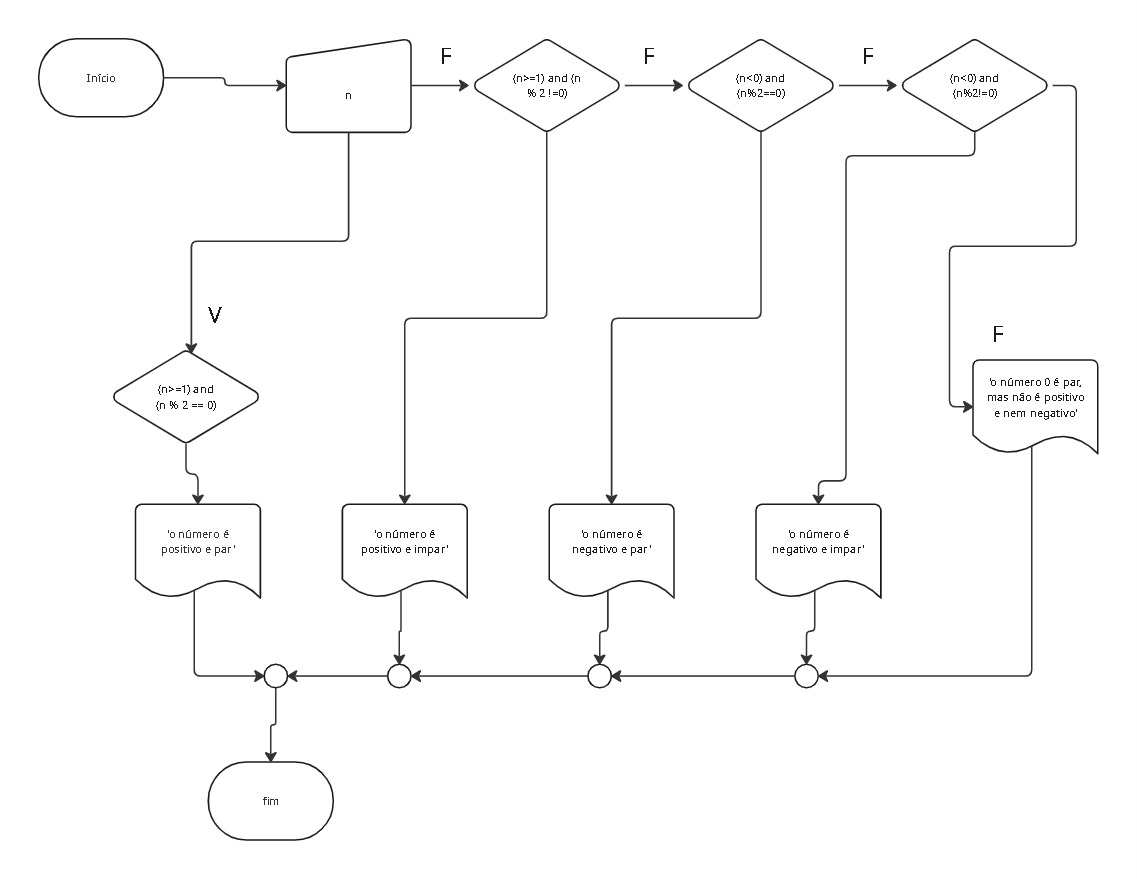 Início
n
F
{n>=1) and {n
% 2 !=0)
F
{n<0) and
{n%2==0)
F
{n<0) and
{n%2!=0)
V
{n>=1) and
{n % 2 == 0)
F
'o número 0 é par,
mas não é positivo
e nem negativo'
'o número é
positivo e par'
'o número é
positivo e impar'
'o número é
negativo e par'
'o número é
negativo e impar'
fim